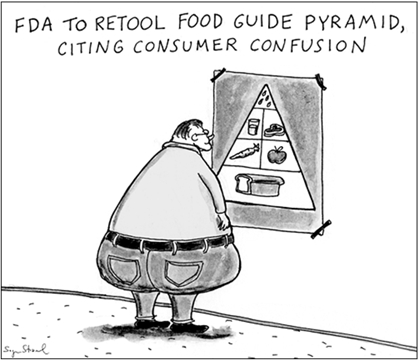 FDA TO RETOOL FOOD GUIDE PYRAMID,
CITING CONSUMER CONFUSION